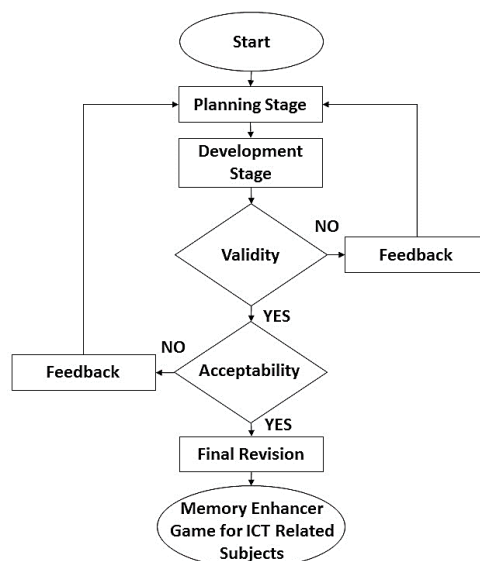 Start
Planning Stage
Development
Stage
NO
Validity
Feedback
YES
NO
Feedback
Acceptability
YES
Final Revision
Memory Enhancer
Game for ICT Related
Subjects